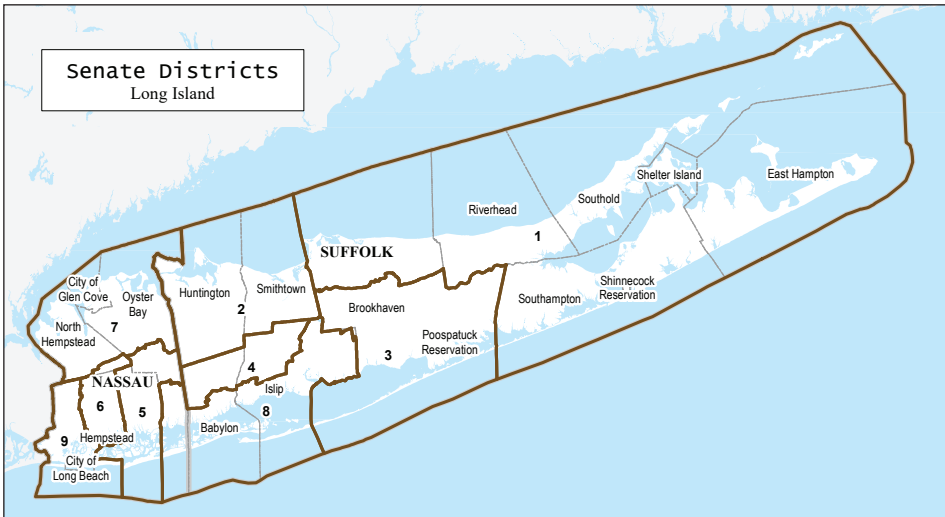 Senate Districts
Long Island
East Hampton
Shelter Island
Southold
Riverhead
1
SUFFOLK
Shinnecock
Reservation
Southampton
City of
Glen Cove
Oyster
Bay
Huntington
Smithtown
2
Brookhaven
North
Hempstead
7
Poospatuck
Reservation
3
4
NASSAU
Islip
6
5
8
Babylon
9
Hempstead
City of
Long Beach